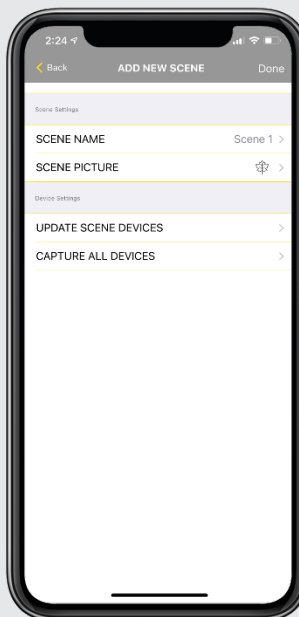 2:24
Back ADD NEW SCENE Done
Scene Settings
SCENE NAME Scene 1
SCENE PICTURE
Device Settings
UPDATE SCENE DEVICES
CAPTURE ALL DEVICES